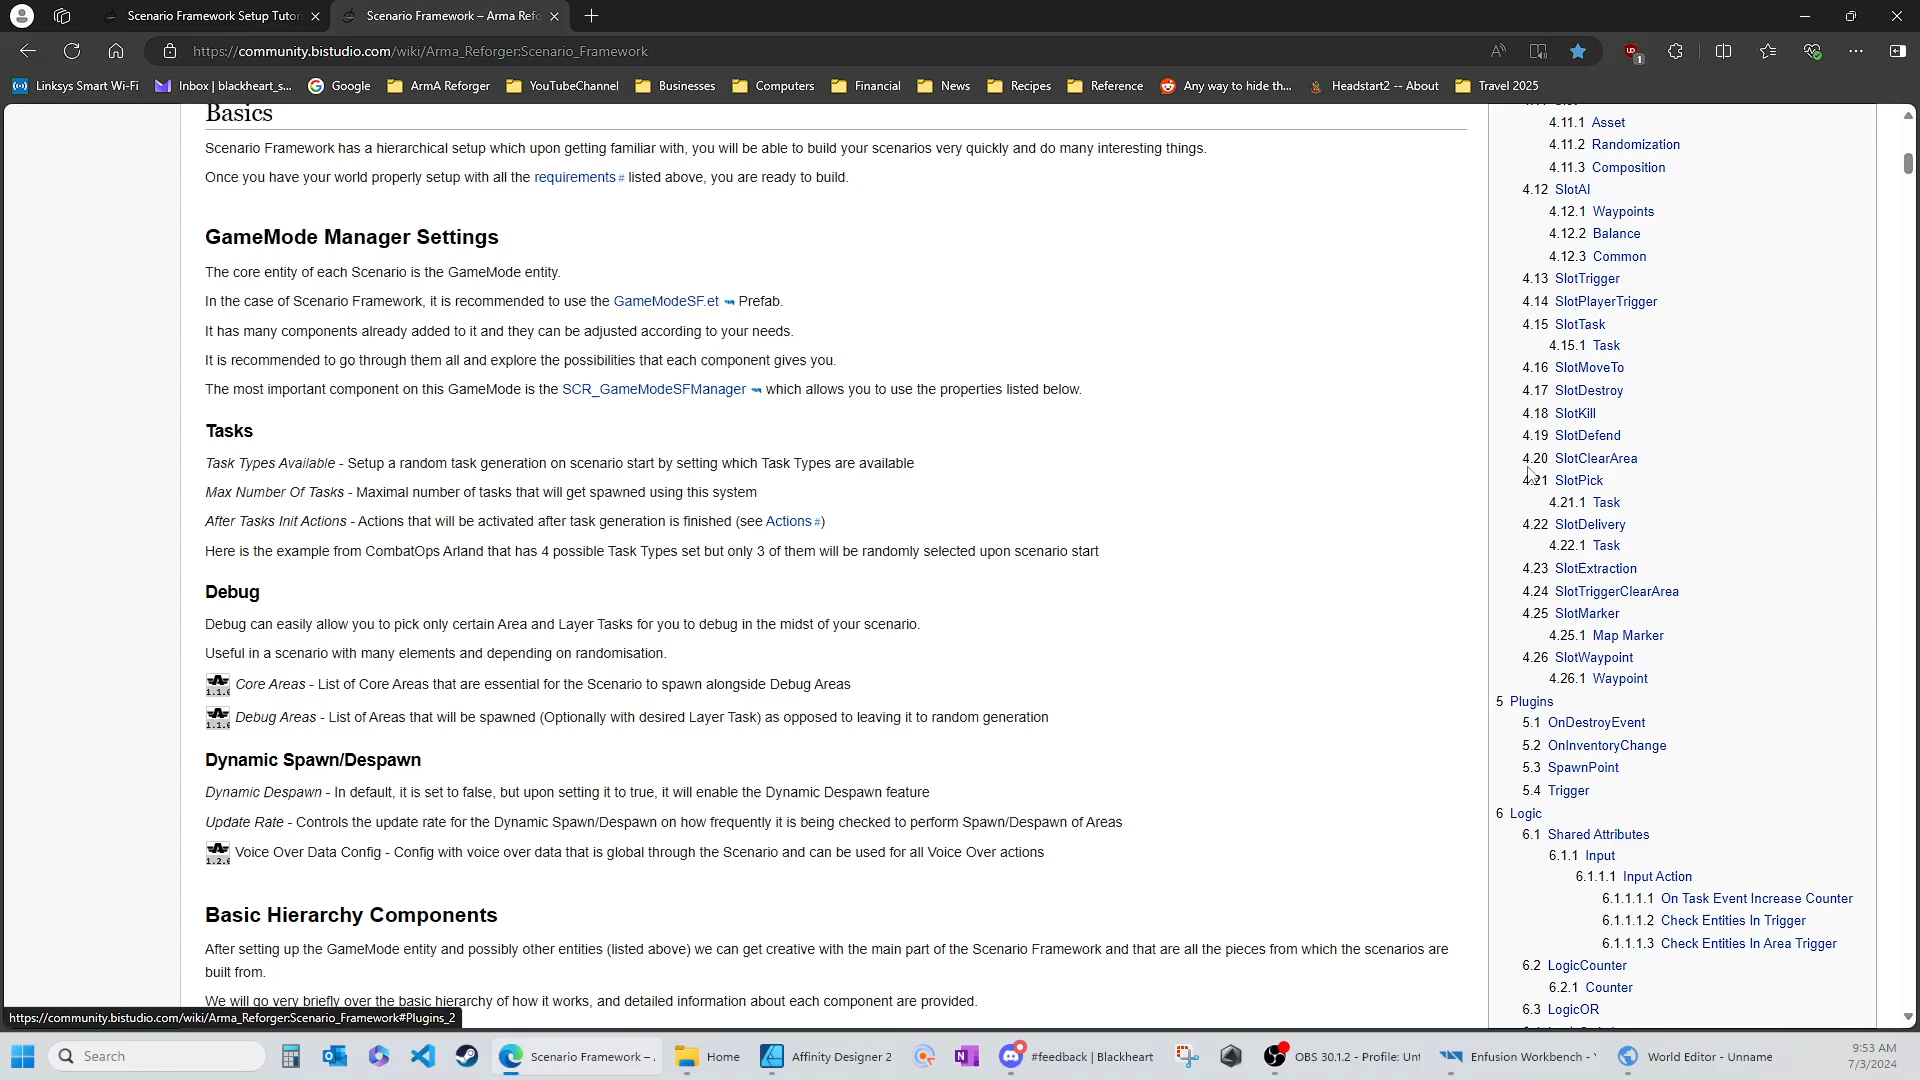 Scenario Framework Setup Tutor
Scenario Framework – Arma Refo
https://community.bistudio.com/wiki/Arma_Reforger:Scenario_Framework
1
Linksys Smart Wi-Fi
Inbox | blackheart_s...
Google
ArmA Reforger
YouTubeChannel
Businesses
Computers
Financial
News
Recipes
Reference
Any way to hide th...
Headstart2 -- About
Travel 2025
Basics
Scenario Framework has a hierarchical setup which upon getting familiar with, you will be able to build your scenarios very quickly and do many interesting things.
Once you have your world properly setup with all the requirements # listed above, you are ready to build.
GameMode Manager Settings
The core entity of each Scenario is the GameMode entity.
In the case of Scenario Framework, it is recommended to use the GameModeSF.et Prefab.
It has many components already added to it and they can be adjusted according to your needs.
It is recommended to go through them all and explore the possibilities that each component gives you.
The most important component on this GameMode is the SCR_GameModeSFManager which allows you to use the properties listed below.
Tasks
Task Types Available - Setup a random task generation on scenario start by setting which Task Types are available
Max Number Of Tasks - Maximal number of tasks that will get spawned using this system
After Tasks Init Actions - Actions that will be activated after task generation is finished (see Actions #)
Here is the example from CombatOps Arland that has 4 possible Task Types set but only 3 of them will be randomly selected upon scenario start
Debug
Debug can easily allow you to pick only certain Area and Layer Tasks for you to debug in the midst of your scenario.
Useful in a scenario with many elements and depending on randomisation.
Core Areas - List of Core Areas that are essential for the Scenario to spawn alongside Debug Areas
Debug Areas - List of Areas that will be spawned (Optionally with desired Layer Task) as opposed to leaving it to random generation
Dynamic Spawn/Despawn
Dynamic Despawn - In default, it is set to false, but upon setting it to true, it will enable the Dynamic Despawn feature
Update Rate - Controls the update rate for the Dynamic Spawn/Despawn on how frequently it is being checked to perform Spawn/Despawn of Areas
Voice Over Data Config - Config with voice over data that is global through the Scenario and can be used for all Voice Over actions
Basic Hierarchy Components
After setting up the GameMode entity and possibly other entities (listed above) we can get creative with the main part of the Scenario Framework and that are all the pieces from which the scenarios are
built from.
We will go very briefly over the basic hierarchy of how it works, and detailed information about each component are provided.
https://community.bistudio.com/wiki/Arma_Reforger:Scenario_Framework#Plugins_2
4.11.1 Asset
4.11.2 Randomization
4.11.3 Composition
4.12 SlotAI
4.12.1 Waypoints
4.12.2 Balance
4.12.3 Common
4.13 SlotTrigger
4.14 SlotPlayerTrigger
4.15 SlotTask
4.15.1 Task
4.16 SlotMoveTo
4.17 SlotDestroy
4.18 SlotKill
4.19 SlotDefend
4.20 SlotClearArea
4.21 SlotPick
4.21.1 Task
4.22 SlotDelivery
4.22.1 Task
4.23 SlotExtraction
4.24 SlotTriggerClearArea
4.25 SlotMarker
4.25.1 Map Marker
4.26 SlotWaypoint
4.26.1 Waypoint
5 Plugins
5.1 OnDestroyEvent
5.2 OnInventoryChange
5.3 SpawnPoint
5.4 Trigger
6 Logic
6.1 Shared Attributes
6.1.1 Input
6.1.1.1 Input Action
6.1.1.1.1 On Task Event Increase Counter
6.1.1.1.2 Check Entities In Trigger
6.1.1.1.3 Check Entities In Area Trigger
6.2 LogicCounter
6.2.1 Counter
6.3 LogicOR
Search
Scenario Framework –
Home
Affinity Designer 2
#feedback | Blackheart
OBS 30.1.2 - Profile: Unt
Enfusion Workbench -
World Editor - Unname
9:53 AM
7/3/2024